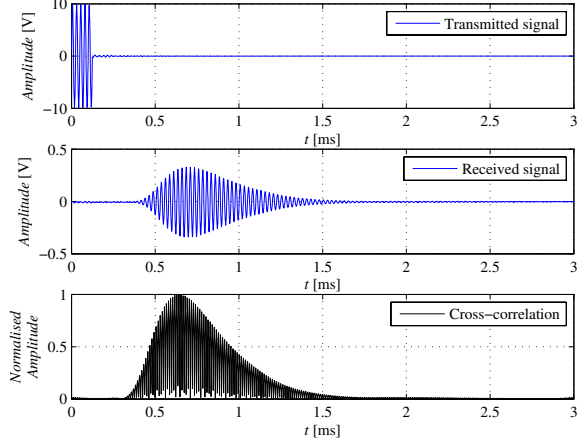 10
0
−10
Amplitude [V]
Transmitted signal
0 0.5 1 1.5 2 2.5 3
t [ms]
0.5
0
−0.5
Amplitude [V]
Received signal
0 0.5 1 1.5 2 2.5 3
t [ms]
1
0.5
0
Normalised
Amplitude
Cross−correlation
0 0.5 1 1.5 2 2.5 3
t [ms]